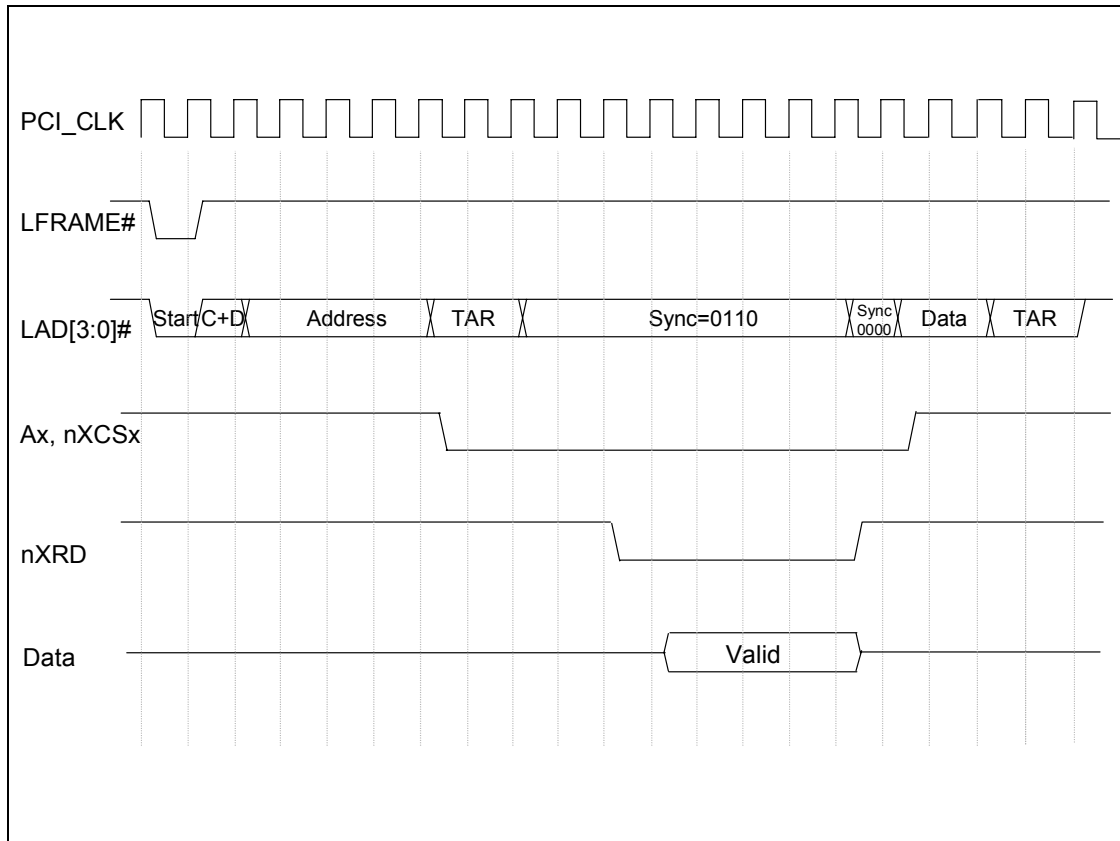 PCI_CLK
LFRAME#
LAD[3:0]#
Start C+D Address TAR Sync=0110 Sync 0000 Data TAR
Ax, nXCSx
nXRD
Data
Valid